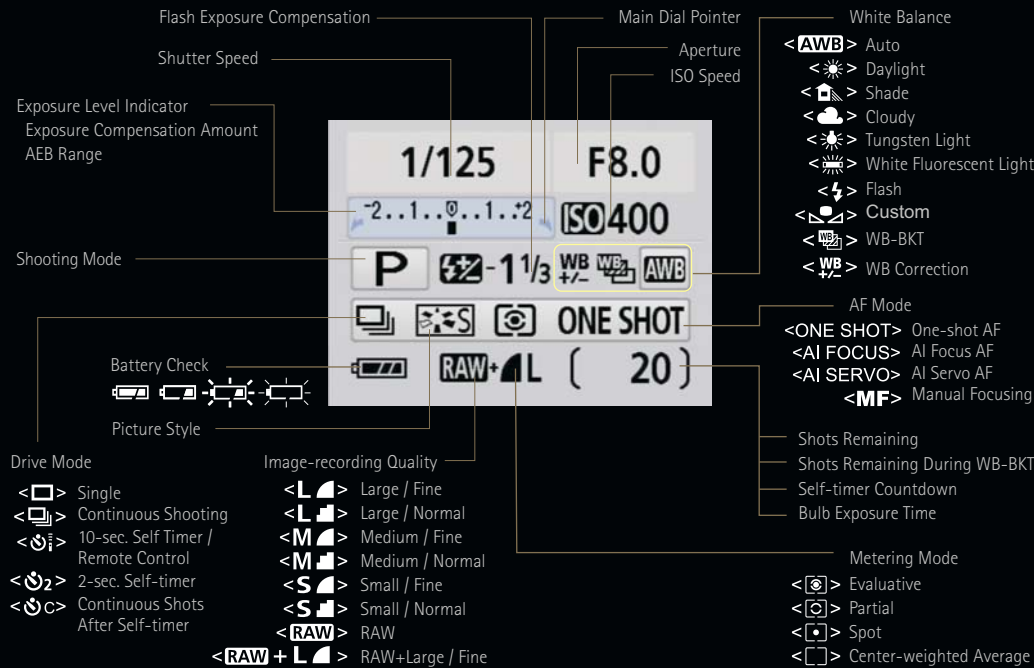 Flash Exposure Compensation
Main Dial Pointer
White Balance
Shutter Speed
Aperture
ISO Speed
<AWB> Auto
Daylight
Shade
Cloudy
Tungsten Light
White Fluorescent Light
Flash
Custom
WB-BKT
WB Correction
Exposure Level Indicator
Exposure Compensation Amount
AEB Range
1/125 F8.0
-2..1..0..1..+2 ISO 400
Shooting Mode
P -1 1/3 WB +/- WB AWB
S ONE SHOT
RAW+ L [ 20 ]
AF Mode
<ONE SHOT> One-shot AF
<AI FOCUS> AI Focus AF
<AI SERVO> AI Servo AF
<MF> Manual Focusing
Battery Check
Picture Style
Shots Remaining
Shots Remaining During WB-BKT
Self-timer Countdown
Bulb Exposure Time
Drive Mode
Single
Continuous Shooting
10-sec. Self Timer /
Remote Control
<2> 2-sec. Self-timer
<C> Continuous Shots
After Self-timer
Image-recording Quality
<L > Large / Fine
<L > Large / Normal
<M > Medium / Fine
<M > Medium / Normal
<S > Small / Fine
<S > Small / Normal
<RAW> RAW
<RAW + L > RAW+Large / Fine
Metering Mode
Evaluative
Partial
Spot
Center-weighted Average